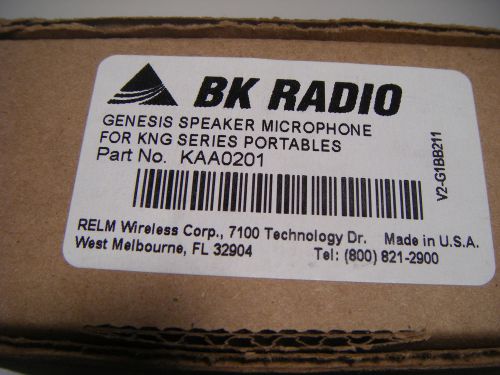 BK RADIO
GENESIS SPEAKER MICROPHONE
FOR KNG SERIES PORTABLES
Part No. KAA0201
V2-G1BB211
RELM Wireless Corp., 7100 Technology Dr. Made in U.S.A.
West Melbourne, FL 32904 Tel: (800) 821-2900